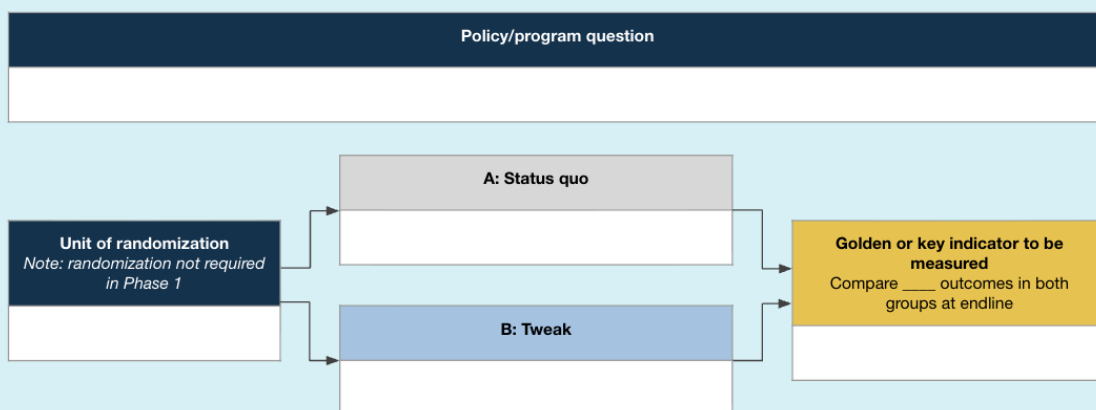 Policy/program question
A: Status quo
Unit of randomization
Note: randomization not required
in Phase 1
B: Tweak
Golden or key indicator to be
measured
Compare ____ outcomes in both
groups at endline